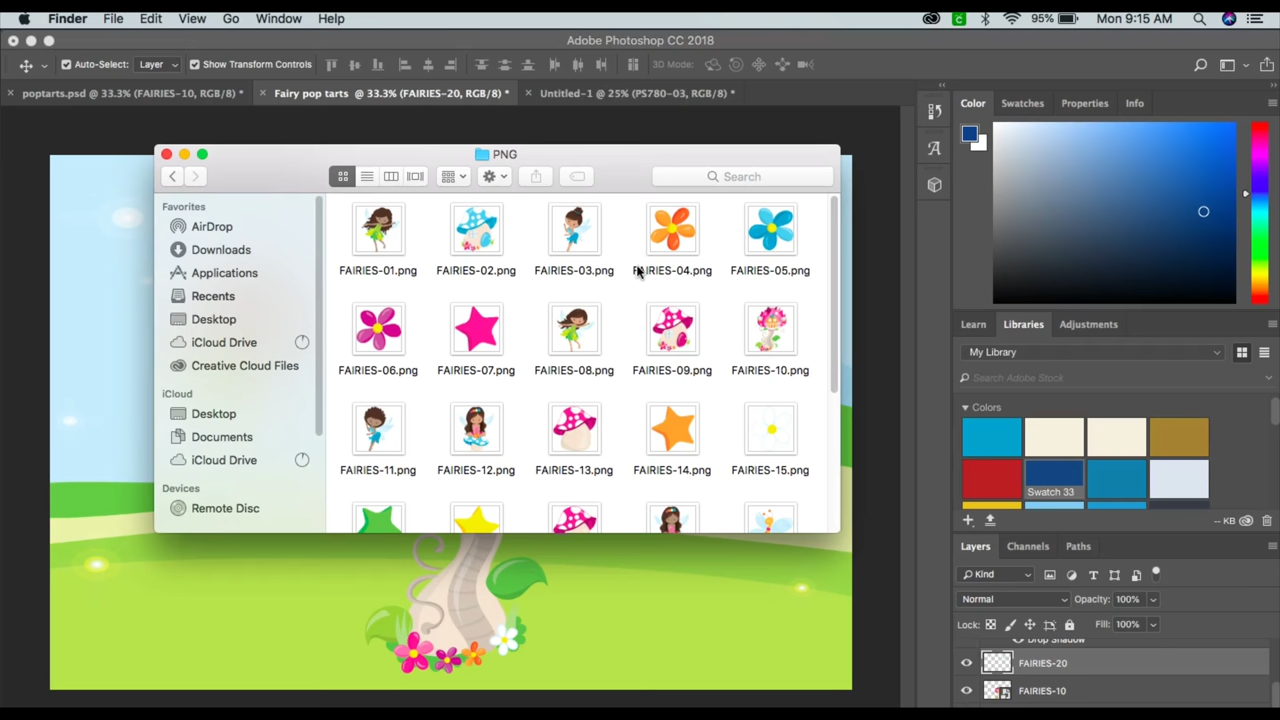 Finder File Edit View Go Window Help 95% Mon 9:15 AM
Adobe Photoshop CC 2018
Auto-Select: Layer Show Transform Controls 3D Mode:
poptarts.psd @ 33.3% (FAIRIES-10, RGB/8) * Fairy pop tarts @ 33.3% (FAIRIES-20, RGB/8) * Untitled-1 @ 25% (PS780-03, RGB/8) *
PNG
Search
Favorites
AirDrop
Downloads
Applications
Recents
Desktop
iCloud Drive
Creative Cloud Files
iCloud
Desktop
Documents
iCloud Drive
Devices
Remote Disc
FAIRIES-01.png FAIRIES-02.png FAIRIES-03.png FAIRIES-04.png FAIRIES-05.png
FAIRIES-06.png FAIRIES-07.png FAIRIES-08.png FAIRIES-09.png FAIRIES-10.png
FAIRIES-11.png FAIRIES-12.png FAIRIES-13.png FAIRIES-14.png FAIRIES-15.png
Color Swatches Properties Info
Learn Libraries Adjustments
My Library
Search Adobe Stock
Colors
Swatch 33
-- KB
Layers Channels Paths
Kind
Normal Opacity: 100%
Lock: Fill: 100%
Drop Shadow
FAIRIES-20
FAIRIES-10